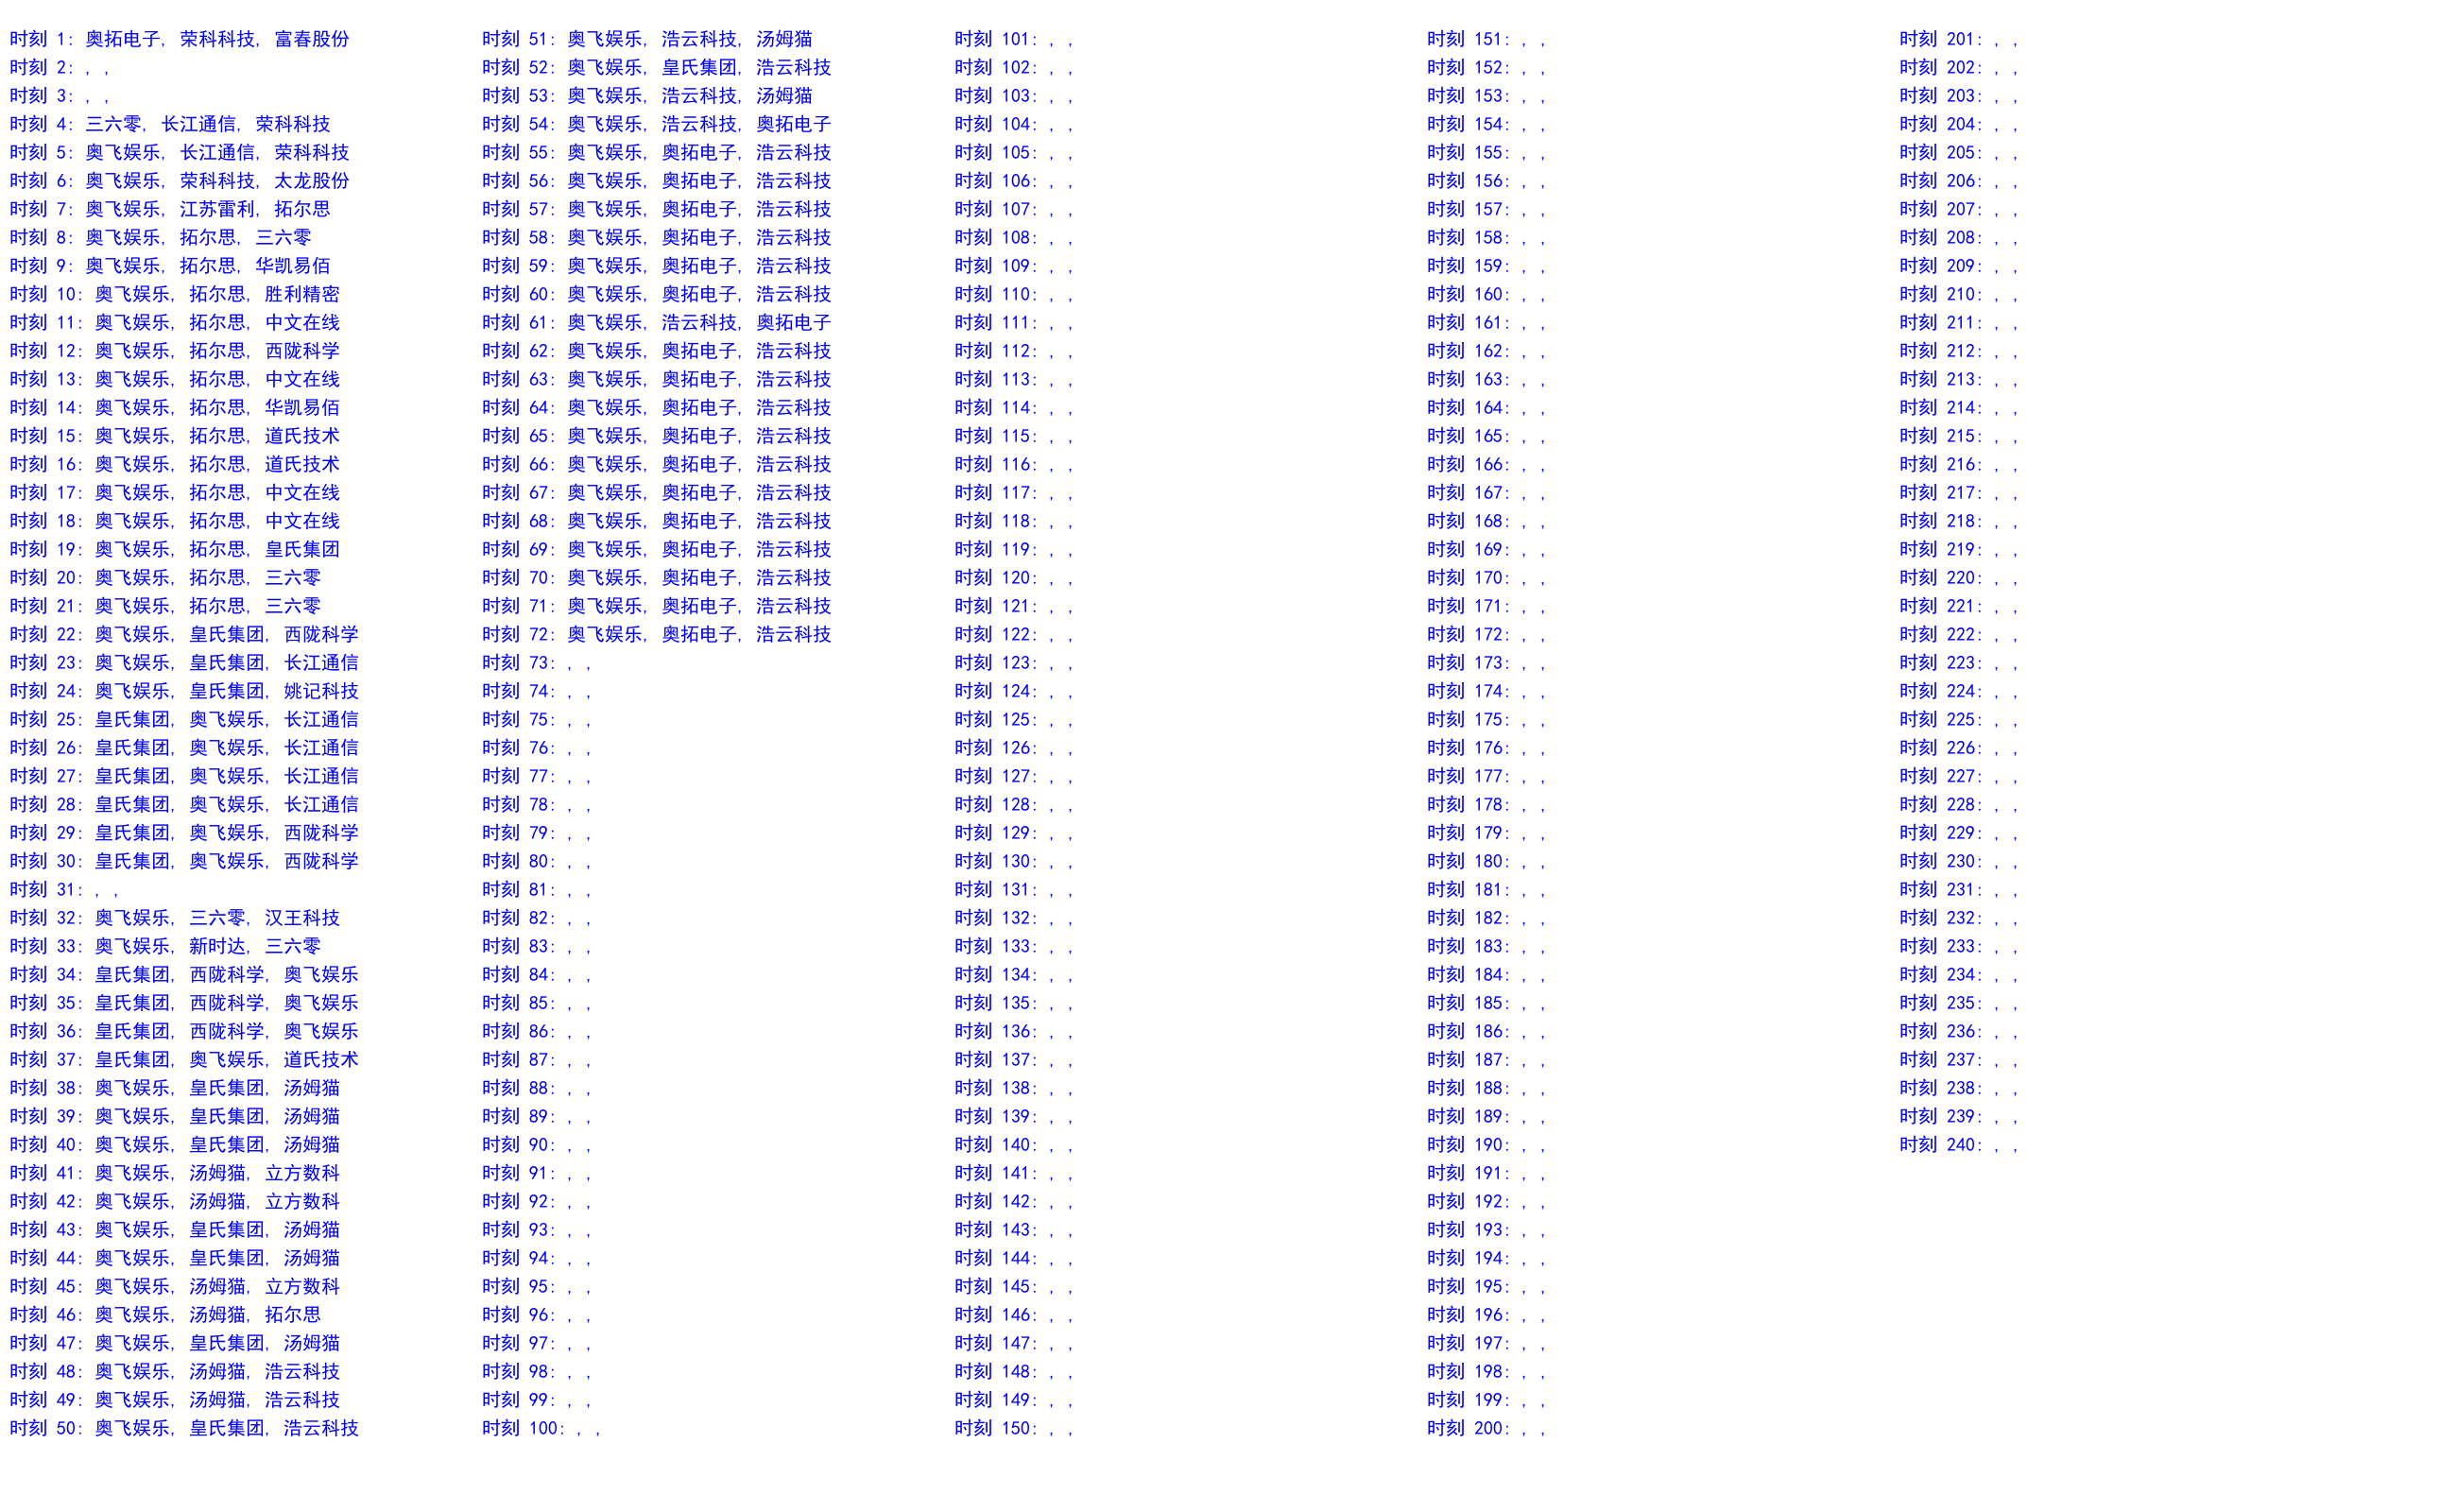 时刻 1: 奥拓电子, 荣科科技, 富春股份
时刻 2: , ,
时刻 3: , ,
时刻 4: 三六零, 长江通信, 荣科科技
时刻 5: 奥飞娱乐, 长江通信, 荣科科技
时刻 6: 奥飞娱乐, 荣科科技, 太龙股份
时刻 7: 奥飞娱乐, 江苏雷利, 拓尔思
时刻 8: 奥飞娱乐, 拓尔思, 三六零
时刻 9: 奥飞娱乐, 拓尔思, 华凯易佰
时刻 10: 奥飞娱乐, 拓尔思, 胜利精密
时刻 11: 奥飞娱乐, 拓尔思, 中文在线
时刻 12: 奥飞娱乐, 拓尔思, 西陇科学
时刻 13: 奥飞娱乐, 拓尔思, 中文在线
时刻 14: 奥飞娱乐, 拓尔思, 华凯易佰
时刻 15: 奥飞娱乐, 拓尔思, 道氏技术
时刻 16: 奥飞娱乐, 拓尔思, 道氏技术
时刻 17: 奥飞娱乐, 拓尔思, 中文在线
时刻 18: 奥飞娱乐, 拓尔思, 中文在线
时刻 19: 奥飞娱乐, 拓尔思, 皇氏集团
时刻 20: 奥飞娱乐, 拓尔思, 三六零
时刻 21: 奥飞娱乐, 拓尔思, 三六零
时刻 22: 奥飞娱乐, 皇氏集团, 西陇科学
时刻 23: 奥飞娱乐, 皇氏集团, 长江通信
时刻 24: 奥飞娱乐, 皇氏集团, 姚记科技
时刻 25: 皇氏集团, 奥飞娱乐, 长江通信
时刻 26: 皇氏集团, 奥飞娱乐, 长江通信
时刻 27: 皇氏集团, 奥飞娱乐, 长江通信
时刻 28: 皇氏集团, 奥飞娱乐, 长江通信
时刻 29: 皇氏集团, 奥飞娱乐, 西陇科学
时刻 30: 皇氏集团, 奥飞娱乐, 西陇科学
时刻 31: , ,
时刻 32: 奥飞娱乐, 三六零, 汉王科技
时刻 33: 奥飞娱乐, 新时达, 三六零
时刻 34: 皇氏集团, 西陇科学, 奥飞娱乐
时刻 35: 皇氏集团, 西陇科学, 奥飞娱乐
时刻 36: 皇氏集团, 西陇科学, 奥飞娱乐
时刻 37: 皇氏集团, 奥飞娱乐, 道氏技术
时刻 38: 奥飞娱乐, 皇氏集团, 汤姆猫
时刻 39: 奥飞娱乐, 皇氏集团, 汤姆猫
时刻 40: 奥飞娱乐, 皇氏集团, 汤姆猫
时刻 41: 奥飞娱乐, 汤姆猫, 立方数科
时刻 42: 奥飞娱乐, 汤姆猫, 立方数科
时刻 43: 奥飞娱乐, 皇氏集团, 汤姆猫
时刻 44: 奥飞娱乐, 皇氏集团, 汤姆猫
时刻 45: 奥飞娱乐, 汤姆猫, 立方数科
时刻 46: 奥飞娱乐, 汤姆猫, 拓尔思
时刻 47: 奥飞娱乐, 皇氏集团, 汤姆猫
时刻 48: 奥飞娱乐, 汤姆猫, 浩云科技
时刻 49: 奥飞娱乐, 汤姆猫, 浩云科技
时刻 50: 奥飞娱乐, 皇氏集团, 浩云科技
时刻 51: 奥飞娱乐, 浩云科技, 汤姆猫
时刻 52: 奥飞娱乐, 皇氏集团, 浩云科技
时刻 53: 奥飞娱乐, 浩云科技, 汤姆猫
时刻 54: 奥飞娱乐, 浩云科技, 奥拓电子
时刻 55: 奥飞娱乐, 奥拓电子, 浩云科技
时刻 56: 奥飞娱乐, 奥拓电子, 浩云科技
时刻 57: 奥飞娱乐, 奥拓电子, 浩云科技
时刻 58: 奥飞娱乐, 奥拓电子, 浩云科技
时刻 59: 奥飞娱乐, 奥拓电子, 浩云科技
时刻 60: 奥飞娱乐, 奥拓电子, 浩云科技
时刻 61: 奥飞娱乐, 浩云科技, 奥拓电子
时刻 62: 奥飞娱乐, 奥拓电子, 浩云科技
时刻 63: 奥飞娱乐, 奥拓电子, 浩云科技
时刻 64: 奥飞娱乐, 奥拓电子, 浩云科技
时刻 65: 奥飞娱乐, 奥拓电子, 浩云科技
时刻 66: 奥飞娱乐, 奥拓电子, 浩云科技
时刻 67: 奥飞娱乐, 奥拓电子, 浩云科技
时刻 68: 奥飞娱乐, 奥拓电子, 浩云科技
时刻 69: 奥飞娱乐, 奥拓电子, 浩云科技
时刻 70: 奥飞娱乐, 奥拓电子, 浩云科技
时刻 71: 奥飞娱乐, 奥拓电子, 浩云科技
时刻 72: 奥飞娱乐, 奥拓电子, 浩云科技
时刻 73: , ,
时刻 74: , ,
时刻 75: , ,
时刻 76: , ,
时刻 77: , ,
时刻 78: , ,
时刻 79: , ,
时刻 80: , ,
时刻 81: , ,
时刻 82: , ,
时刻 83: , ,
时刻 84: , ,
时刻 85: , ,
时刻 86: , ,
时刻 87: , ,
时刻 88: , ,
时刻 89: , ,
时刻 90: , ,
时刻 91: , ,
时刻 92: , ,
时刻 93: , ,
时刻 94: , ,
时刻 95: , ,
时刻 96: , ,
时刻 97: , ,
时刻 98: , ,
时刻 99: , ,
时刻 100: , ,
时刻 101: , ,
时刻 102: , ,
时刻 103: , ,
时刻 104: , ,
时刻 105: , ,
时刻 106: , ,
时刻 107: , ,
时刻 108: , ,
时刻 109: , ,
时刻 110: , ,
时刻 111: , ,
时刻 112: , ,
时刻 113: , ,
时刻 114: , ,
时刻 115: , ,
时刻 116: , ,
时刻 117: , ,
时刻 118: , ,
时刻 119: , ,
时刻 120: , ,
时刻 121: , ,
时刻 122: , ,
时刻 123: , ,
时刻 124: , ,
时刻 125: , ,
时刻 126: , ,
时刻 127: , ,
时刻 128: , ,
时刻 129: , ,
时刻 130: , ,
时刻 131: , ,
时刻 132: , ,
时刻 133: , ,
时刻 134: , ,
时刻 135: , ,
时刻 136: , ,
时刻 137: , ,
时刻 138: , ,
时刻 139: , ,
时刻 140: , ,
时刻 141: , ,
时刻 142: , ,
时刻 143: , ,
时刻 144: , ,
时刻 145: , ,
时刻 146: , ,
时刻 147: , ,
时刻 148: , ,
时刻 149: , ,
时刻 150: , ,
时刻 151: , ,
时刻 152: , ,
时刻 153: , ,
时刻 154: , ,
时刻 155: , ,
时刻 156: , ,
时刻 157: , ,
时刻 158: , ,
时刻 159: , ,
时刻 160: , ,
时刻 161: , ,
时刻 162: , ,
时刻 163: , ,
时刻 164: , ,
时刻 165: , ,
时刻 166: , ,
时刻 167: , ,
时刻 168: , ,
时刻 169: , ,
时刻 170: , ,
时刻 171: , ,
时刻 172: , ,
时刻 173: , ,
时刻 174: , ,
时刻 175: , ,
时刻 176: , ,
时刻 177: , ,
时刻 178: , ,
时刻 179: , ,
时刻 180: , ,
时刻 181: , ,
时刻 182: , ,
时刻 183: , ,
时刻 184: , ,
时刻 185: , ,
时刻 186: , ,
时刻 187: , ,
时刻 188: , ,
时刻 189: , ,
时刻 190: , ,
时刻 191: , ,
时刻 192: , ,
时刻 193: , ,
时刻 194: , ,
时刻 195: , ,
时刻 196: , ,
时刻 197: , ,
时刻 198: , ,
时刻 199: , ,
时刻 200: , ,
时刻 201: , ,
时刻 202: , ,
时刻 203: , ,
时刻 204: , ,
时刻 205: , ,
时刻 206: , ,
时刻 207: , ,
时刻 208: , ,
时刻 209: , ,
时刻 210: , ,
时刻 211: , ,
时刻 212: , ,
时刻 213: , ,
时刻 214: , ,
时刻 215: , ,
时刻 216: , ,
时刻 217: , ,
时刻 218: , ,
时刻 219: , ,
时刻 220: , ,
时刻 221: , ,
时刻 222: , ,
时刻 223: , ,
时刻 224: , ,
时刻 225: , ,
时刻 226: , ,
时刻 227: , ,
时刻 228: , ,
时刻 229: , ,
时刻 230: , ,
时刻 231: , ,
时刻 232: , ,
时刻 233: , ,
时刻 234: , ,
时刻 235: , ,
时刻 236: , ,
时刻 237: , ,
时刻 238: , ,
时刻 239: , ,
时刻 240: , ,